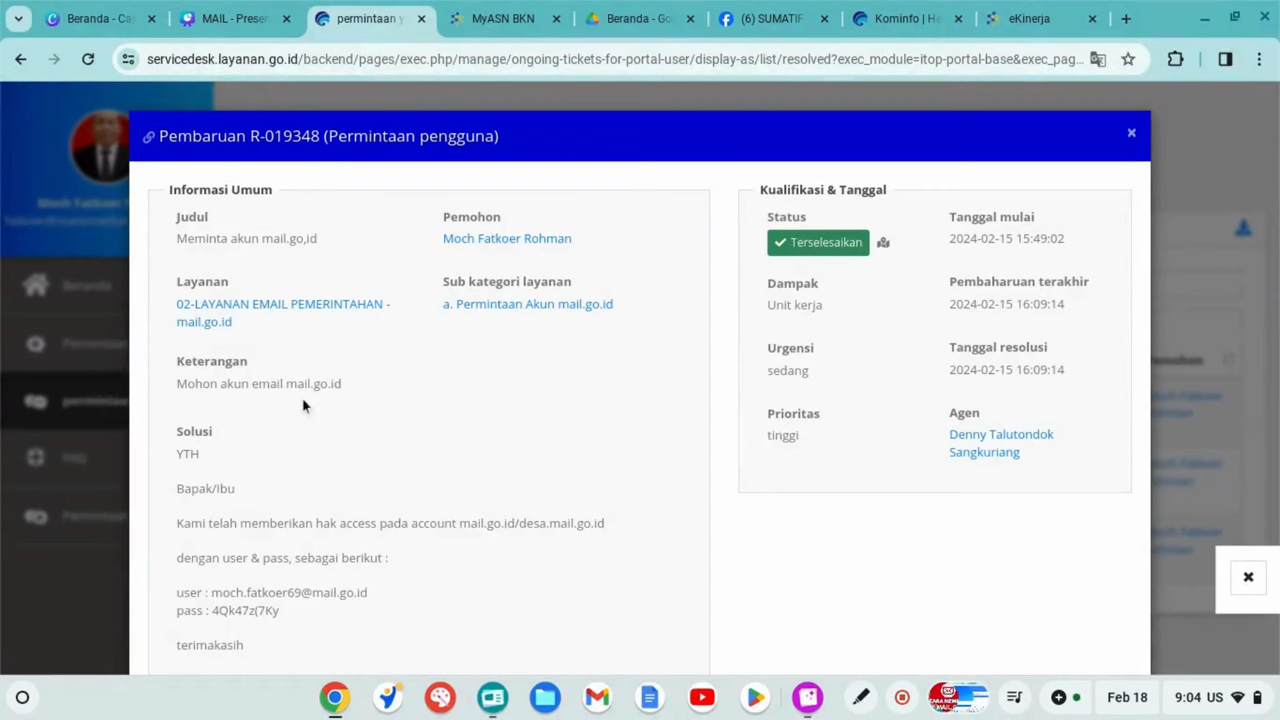 Beranda - Ca
MAIL - Preser
permintaan y
MyASN BKN
Beranda - Go
(6) SUMATIF
Kominfo | He
eKinerja
servicedesk.layanan.go.id/backend/pages/exec.php/manage/ongoing-tickets-for-portal-user/display-as/list/resolved?exec_module=itop-portal-base&exec_pag...
Pembaruan R-019348 (Permintaan pengguna)
Informasi Umum
Judul
Meminta akun mail.go,id
Pemohon
Moch Fatkoer Rohman
Layanan
02-LAYANAN EMAIL PEMERINTAHAN -
mail.go.id
Sub kategori layanan
a. Permintaan Akun mail.go.id
Keterangan
Mohon akun email mail.go.id
Solusi
YTH
Bapak/Ibu
Kami telah memberikan hak access pada account mail.go.id/desa.mail.go.id
dengan user & pass, sebagai berikut :
user : moch.fatkoer69@mail.go.id
pass : 4Qk47z(7Ky
terimakasih
Kualifikasi & Tanggal
Status
Terselesaikan
Tanggal mulai
2024-02-15 15:49:02
Dampak
Unit kerja
Pembaharuan terakhir
2024-02-15 16:09:14
Urgensi
sedang
Tanggal resolusi
2024-02-15 16:09:14
Prioritas
tinggi
Agen
Denny Talutondok
Sangkuriang
Beranda
Feb 18
9:04 US